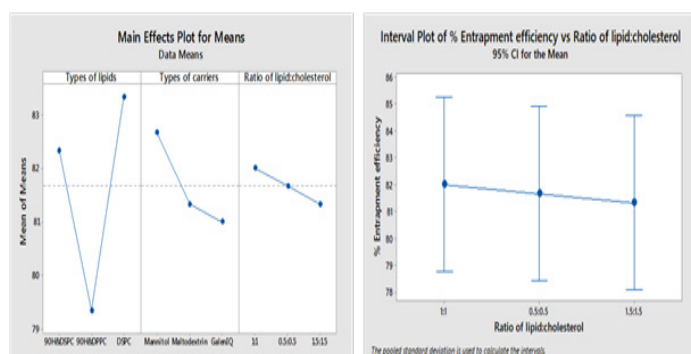 Main Effects Plot for Means
Data Means
Types of lipids Types of carriers Ratio of lipid:cholesterol
Mean of Means
83
82
81
80
79
90H&DSPC 90H&DPPC DSPC Mannitol Maltodextrin GalenIQ 1:1 0.5:0.5 1.5:1.5
Interval Plot of % Entrapment efficiency vs Ratio of lipid:cholesterol
95% CI for the Mean
% Entrapment efficiency
86
85
84
83
82
81
80
79
78
1:1 0.5:0.5 1.5:1.5
Ratio of lipid:cholesterol
The pooled standard deviation is used to calculate the intervals.